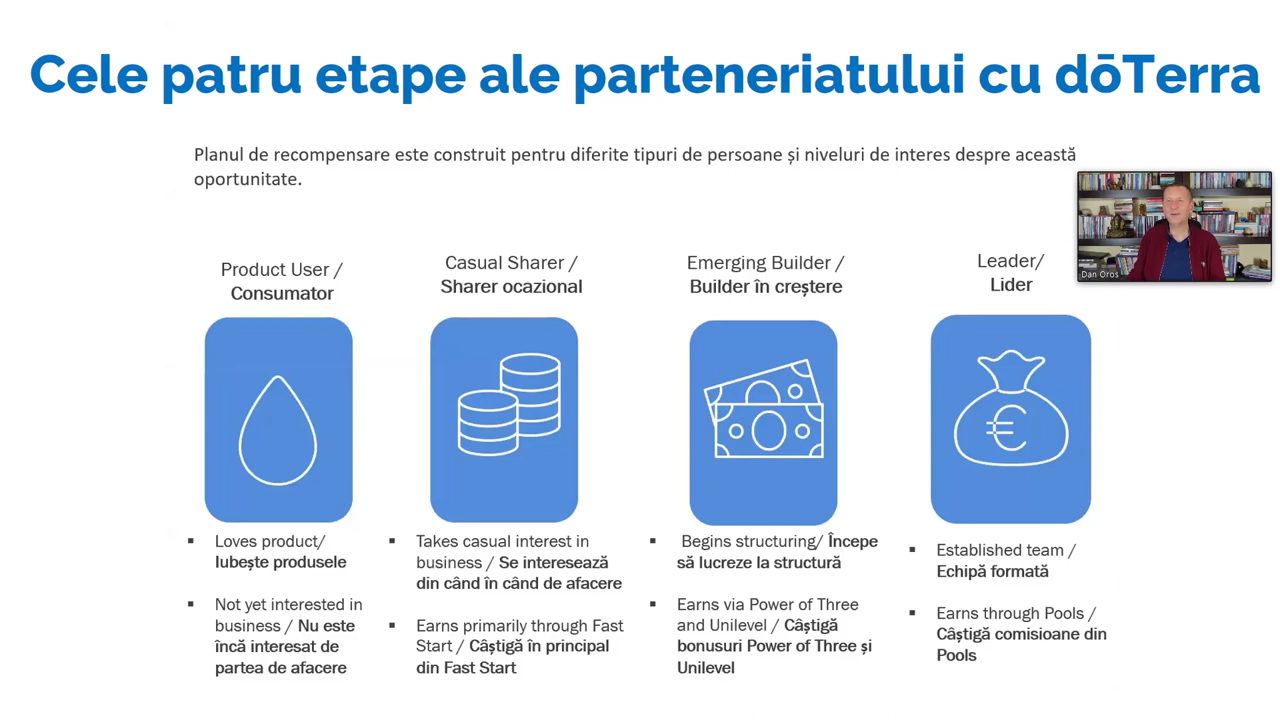 Cele patru etape ale parteneriatului cu dōTerra
Planul de recompensare este construit pentru diferite tipuri de persoane și niveluri de interes despre această
oportunitate.
Dan Oros
Product User /
Consumator
Casual Sharer /
Sharer ocazional
Emerging Builder /
Builder în creștere
Leader/
Lider
€
▪ Loves product/
Iubește produsele
▪ Not yet interested in
business / Nu este
încă interesat de
partea de afacere
▪ Takes casual interest in
business / Se interesează
din când în când de afacere
▪ Earns primarily through Fast
Start / Câștigă în principal
din Fast Start
▪ Begins structuring/ Începe
să lucreze la structură
▪ Earns via Power of Three
and Unilevel / Câștigă
bonusuri Power of Three și
Unilevel
▪ Established team /
Echipă formată
▪ Earns through Pools /
Câștigă comisioane din
Pools